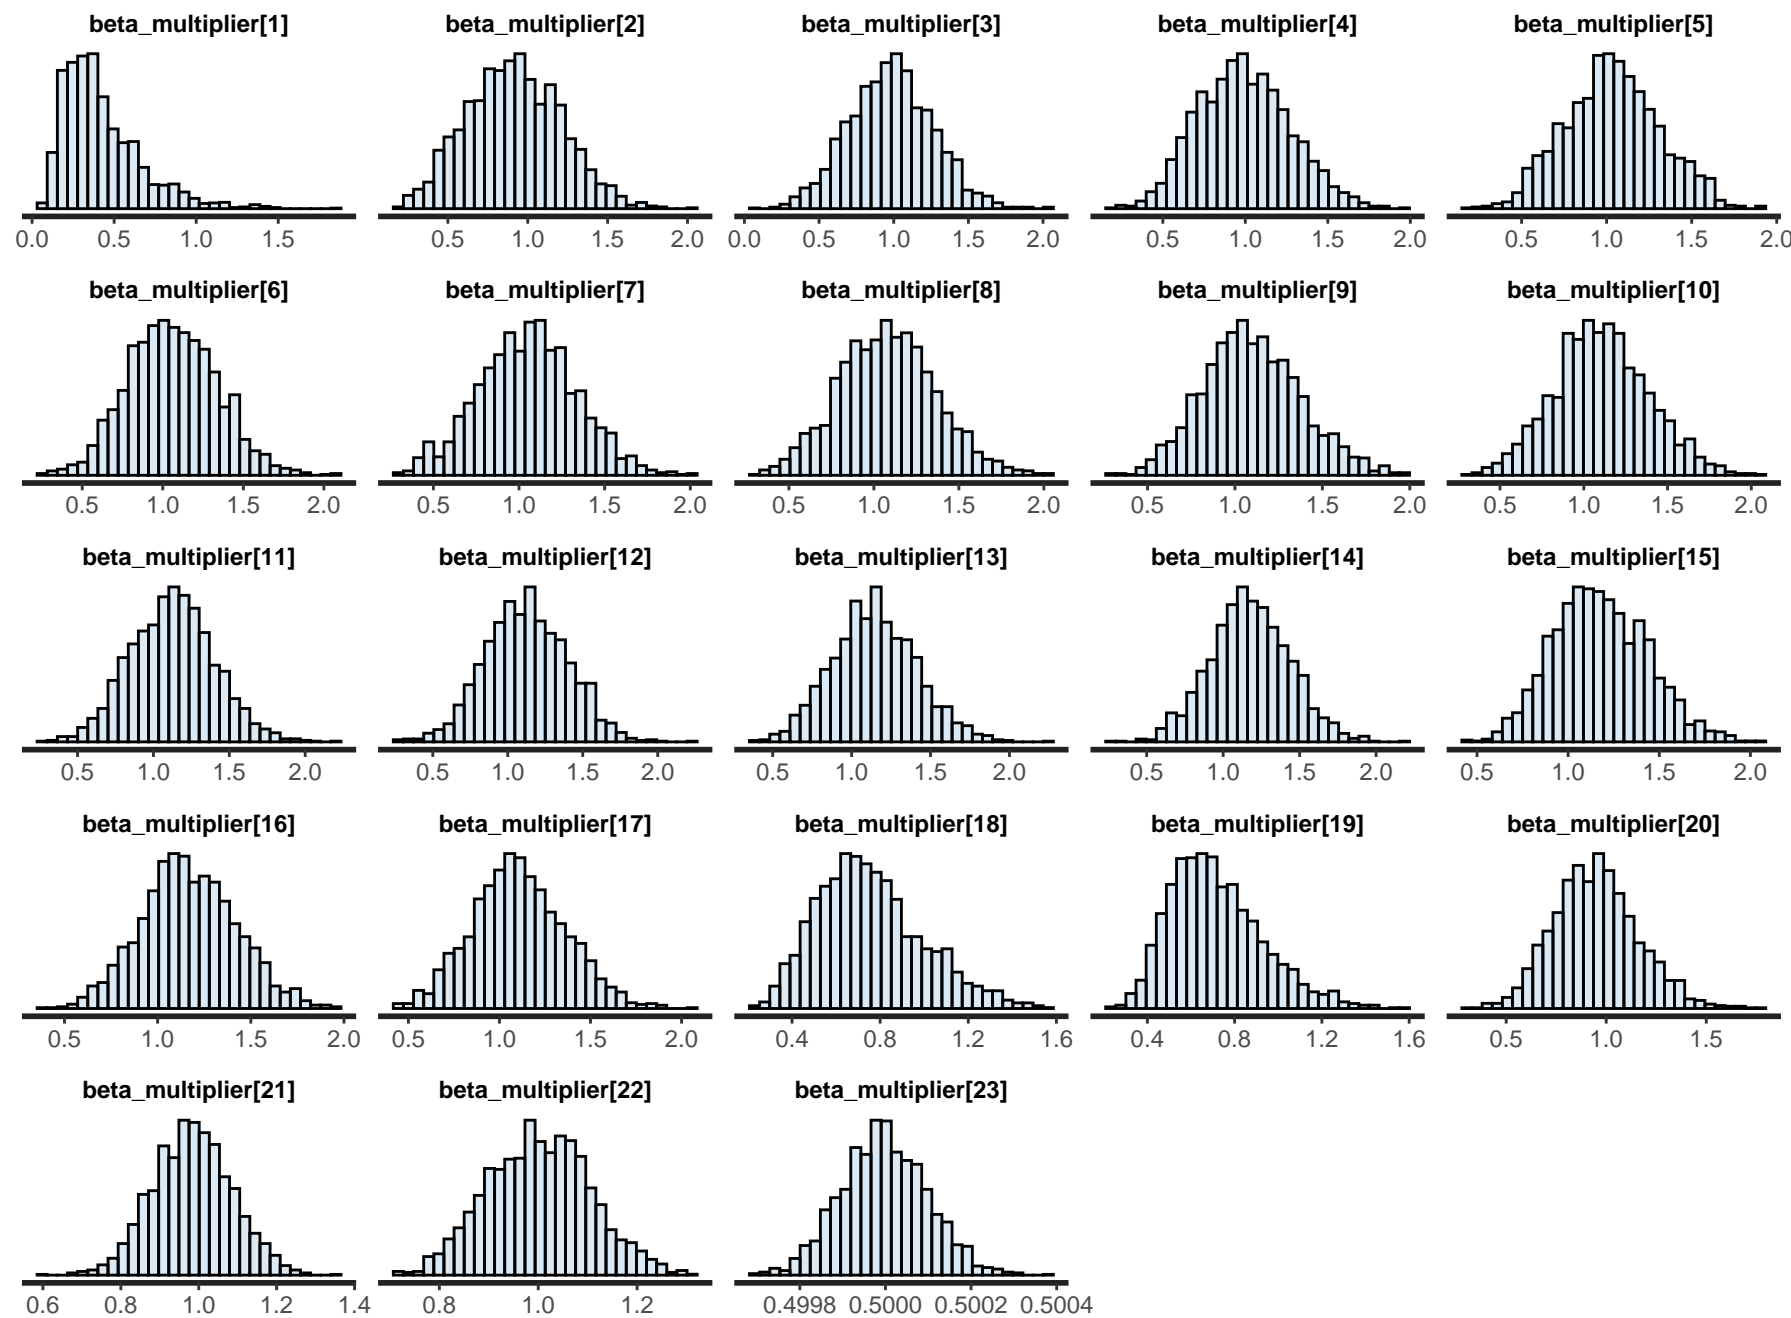 beta_multiplier[1] beta_multiplier[2] beta_multiplier[3] beta_multiplier[4] beta_multiplier[5]
0.0 0.5 1.0 1.5 0.5 1.0 1.5 2.0 0.0 0.5 1.0 1.5 2.0 0.5 1.0 1.5 2.0 0.5 1.0 1.5 2.0
beta_multiplier[6] beta_multiplier[7] beta_multiplier[8] beta_multiplier[9] beta_multiplier[10]
0.5 1.0 1.5 2.0 0.5 1.0 1.5 2.0 0.5 1.0 1.5 2.0 0.5 1.0 1.5 2.0 0.5 1.0 1.5 2.0
beta_multiplier[11] beta_multiplier[12] beta_multiplier[13] beta_multiplier[14] beta_multiplier[15]
0.5 1.0 1.5 2.0 0.5 1.0 1.5 2.0 0.5 1.0 1.5 2.0 0.5 1.0 1.5 2.0 0.5 1.0 1.5 2.0
beta_multiplier[16] beta_multiplier[17] beta_multiplier[18] beta_multiplier[19] beta_multiplier[20]
0.5 1.0 1.5 2.0 0.5 1.0 1.5 2.0 0.4 0.8 1.2 1.6 0.4 0.8 1.2 1.6 0.5 1.0 1.5
beta_multiplier[21] beta_multiplier[22] beta_multiplier[23]
0.6 0.8 1.0 1.2 1.4 0.8 1.0 1.2 0.4998 0.5000 0.5002 0.5004